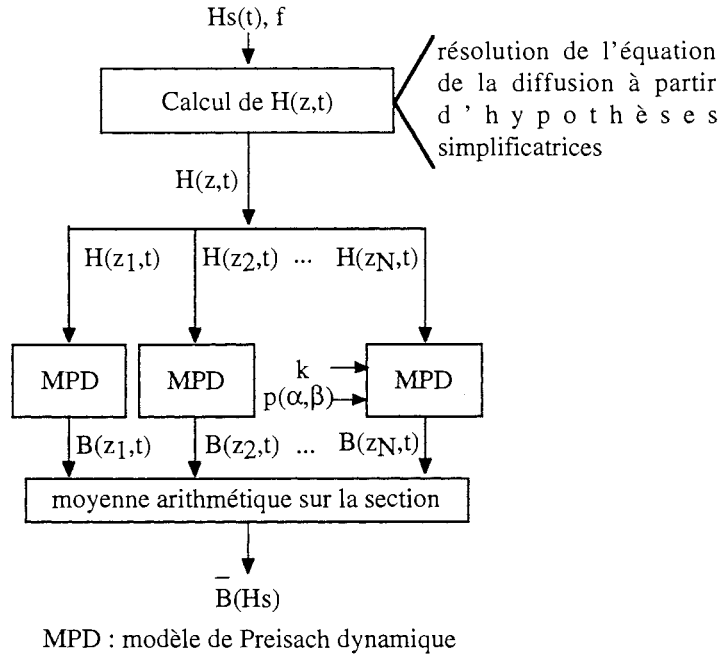 Hs(t), f
Calcul de H(z,t)
résolution de l'équation
de la diffusion à partir
d'hypothèses
simplificatrices
H(z,t)
H(z1,t) H(z2,t) ... H(zN,t)
MPD MPD k p(α,β) MPD
B(z1,t) B(z2,t) ... B(zN,t)
moyenne arithmétique sur la section
B̅(Hs)
MPD : modèle de Preisach dynamique